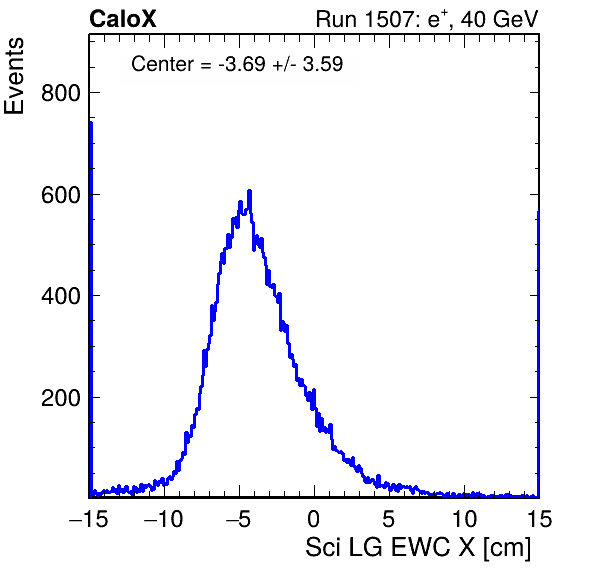 CaloX
Run 1507: e⁺, 40 GeV
Center = -3.69 +/- 3.59
Events
800
600
400
200
−15
−10
−5
0
5
10
15
Sci LG EWC X [cm]